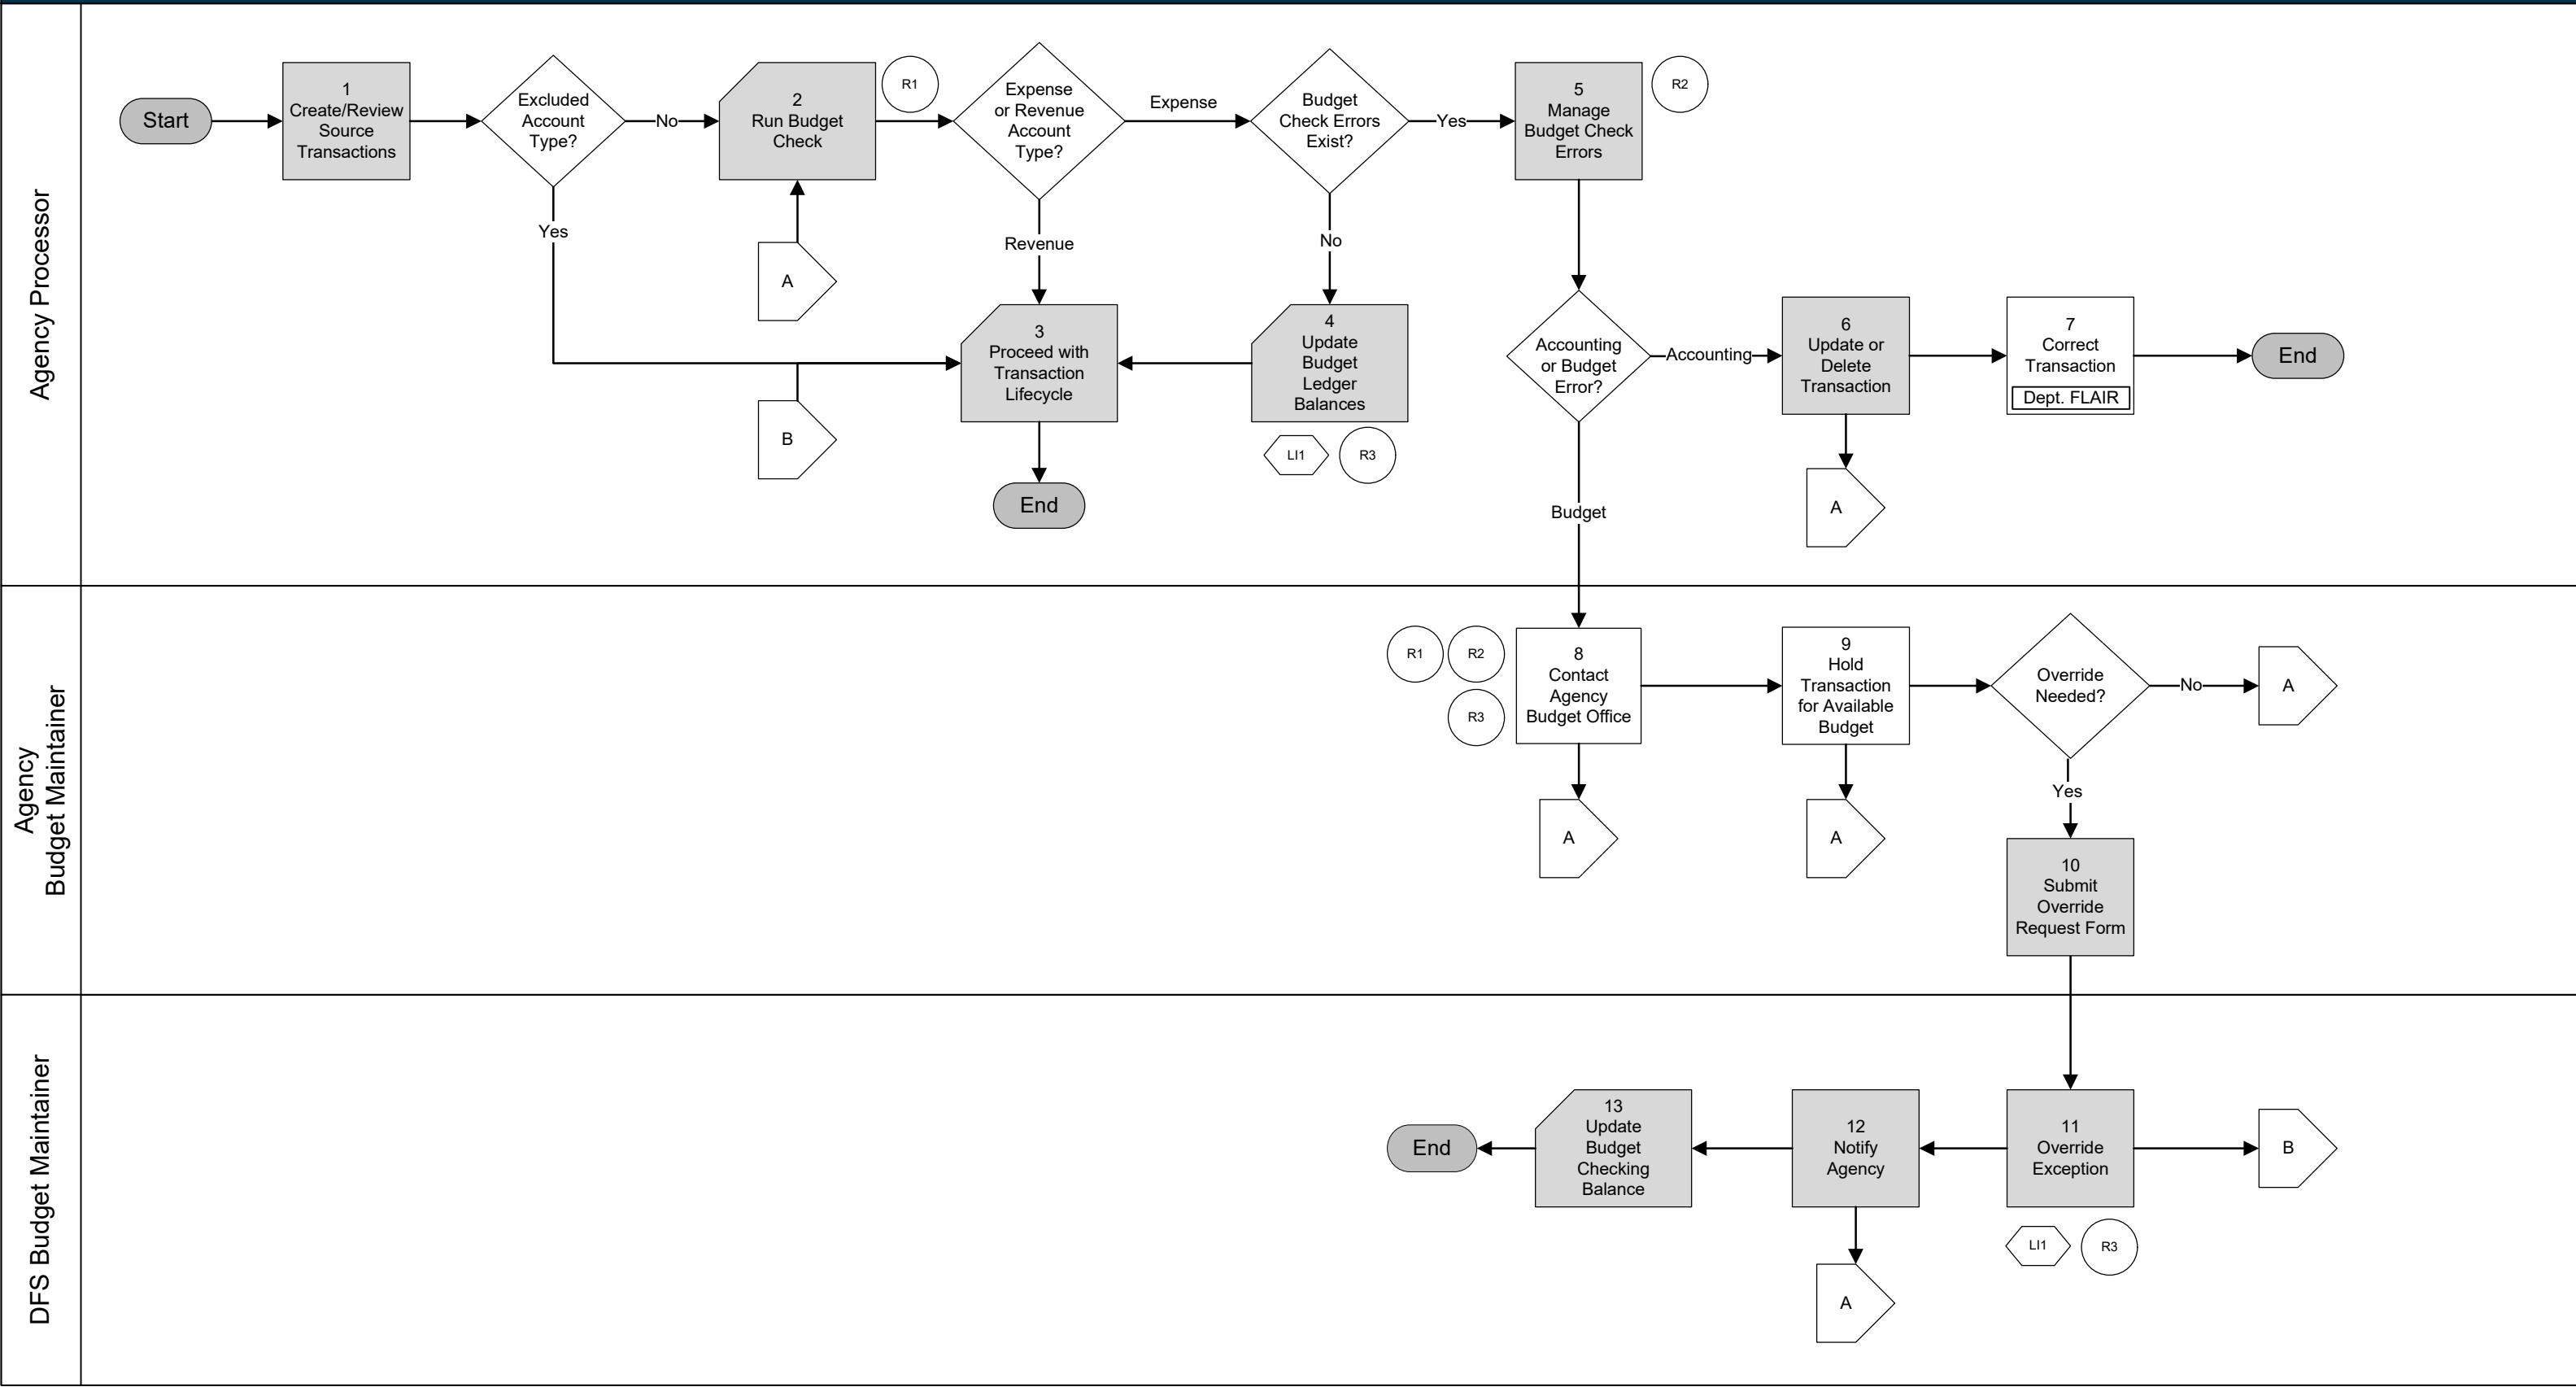 Agency Processor
Start
1
Create/Review
Source
Transactions
Excluded
Account
Type?
No
Yes
2
Run Budget
Check
R1
A
B
Expense
or Revenue
Account
Type?
Expense
Revenue
3
Proceed with
Transaction
Lifecycle
End
Budget
Check Errors
Exist?
Yes
No
4
Update
Budget
Ledger
Balances
LI1
R3
5
Manage
Budget Check
Errors
R2
Accounting
or Budget
Error?
Accounting
Budget
6
Update or
Delete
Transaction
A
7
Correct
Transaction
Dept. FLAIR
End
Agency
Budget Maintainer
R1
R2
R3
8
Contact
Agency
Budget Office
A
9
Hold
Transaction
for Available
Budget
A
Override
Needed?
No
A
Yes
10
Submit
Override
Request Form
DFS Budget Maintainer
End
13
Update
Budget
Checking
Balance
12
Notify
Agency
A
11
Override
Exception
LI1
R3
B